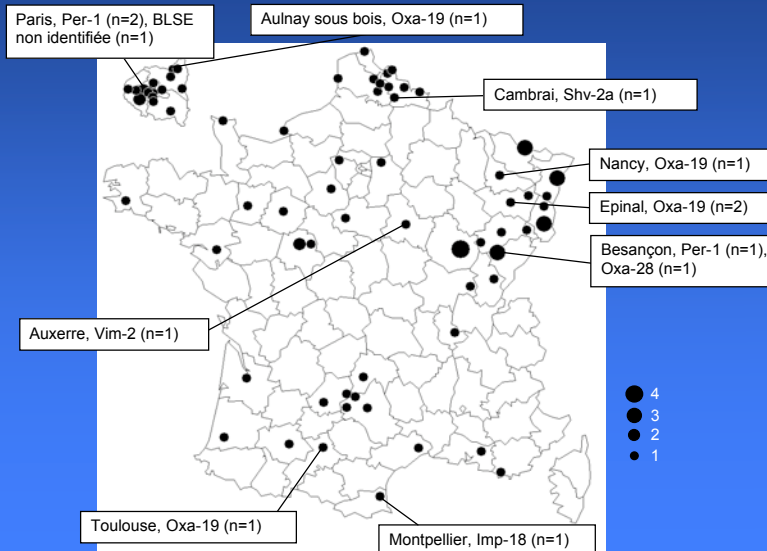 Paris, Per-1 (n=2), BLSE
non identifiée (n=1)
Aulnay sous bois, Oxa-19 (n=1)
Cambrai, Shv-2a (n=1)
Nancy, Oxa-19 (n=1)
Epinal, Oxa-19 (n=2)
Besançon, Per-1 (n=1),
Oxa-28 (n=1)
Auxerre, Vim-2 (n=1)
4
3
2
1
Toulouse, Oxa-19 (n=1)
Montpellier, Imp-18 (n=1)